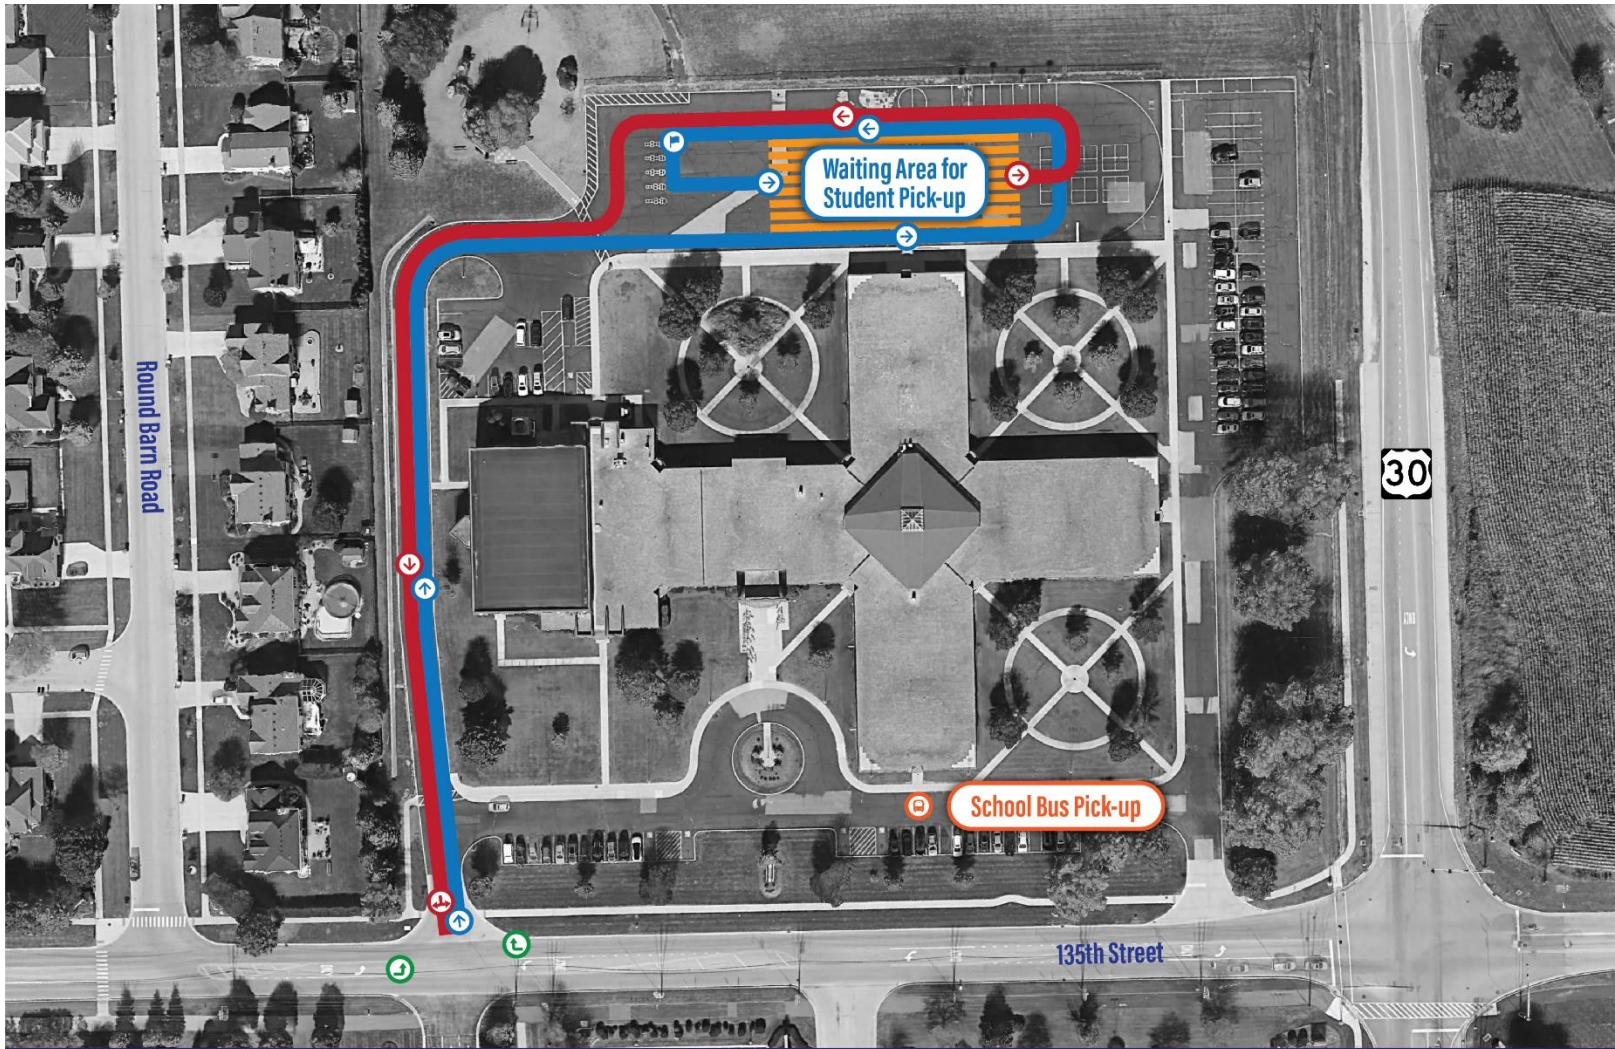 Waiting Area for
Student Pick-up
Round Barn Road
30
School Bus Pick-up
135th Street